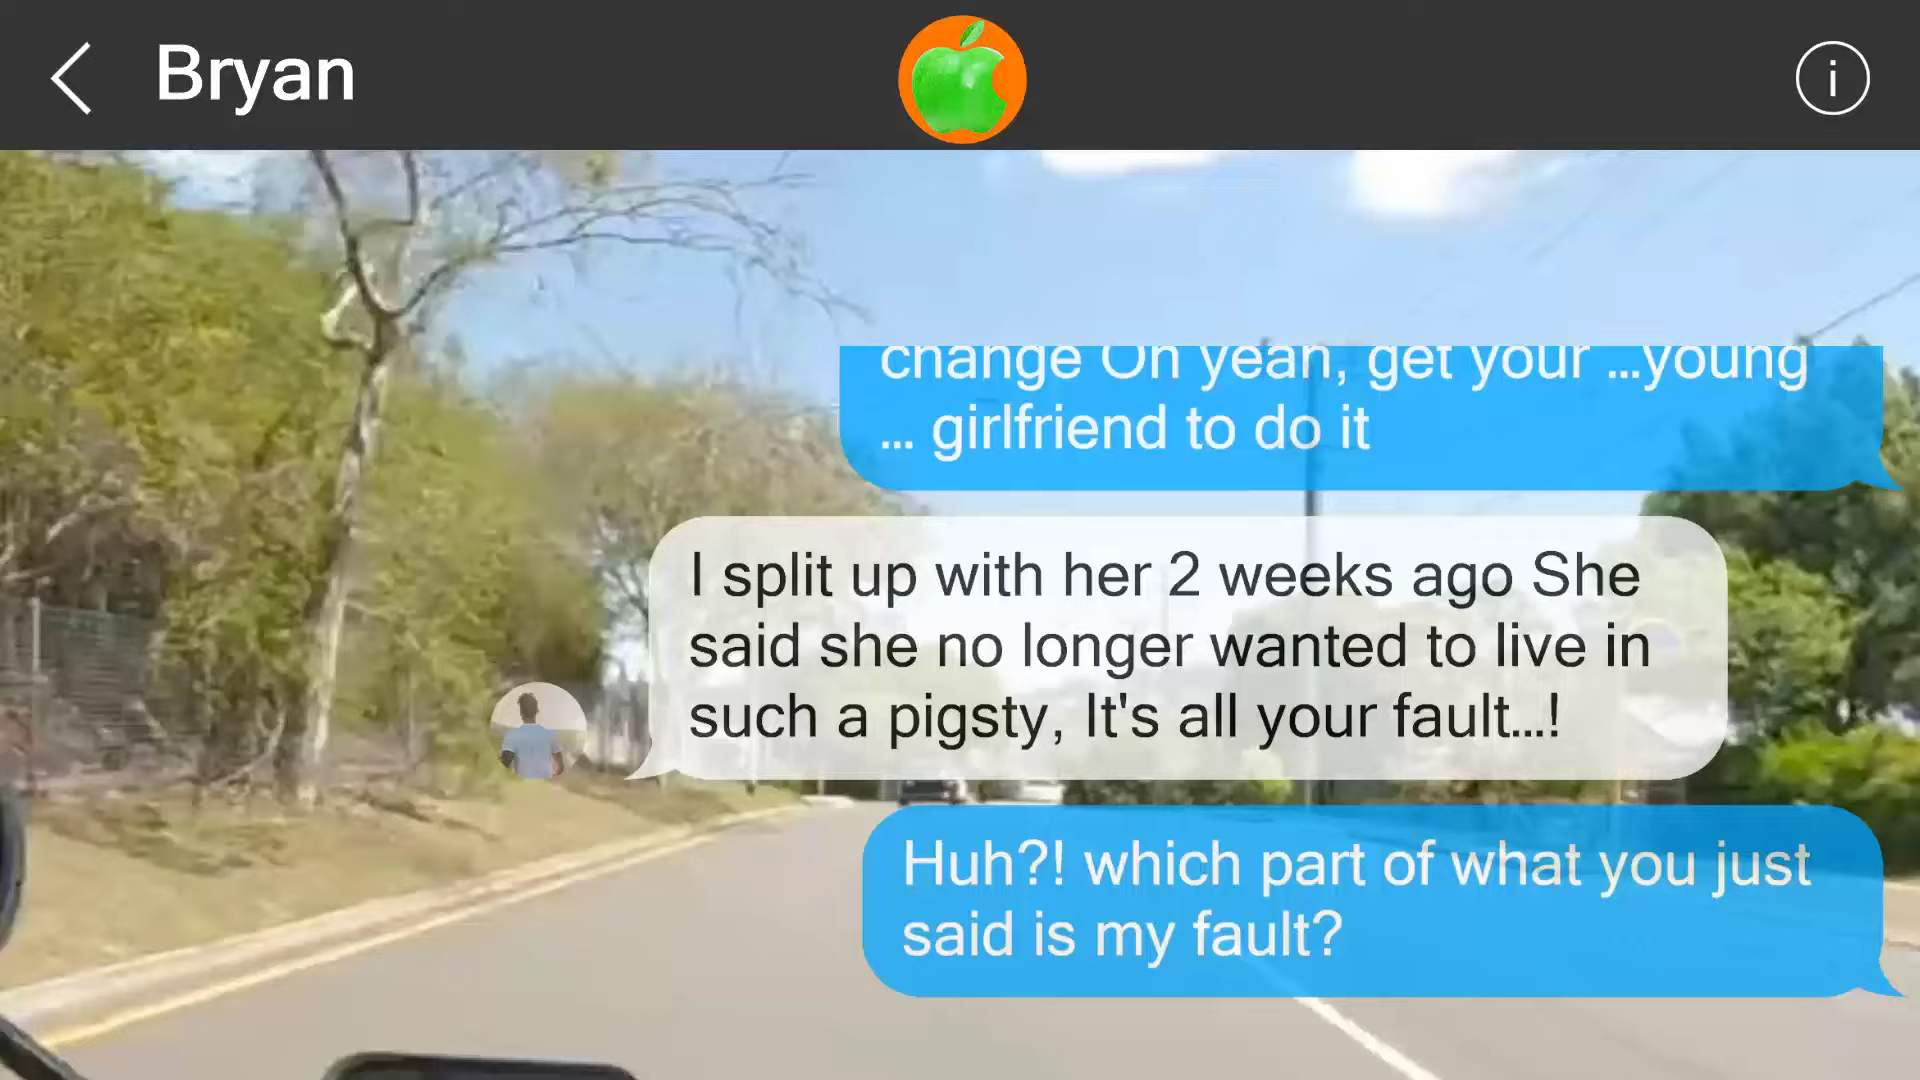 Bryan
i
change Oh yeah, get your ...young
... girlfriend to do it
I split up with her 2 weeks ago She
said she no longer wanted to live in
such a pigsty, It's all your fault...!
Huh?! which part of what you just
said is my fault?